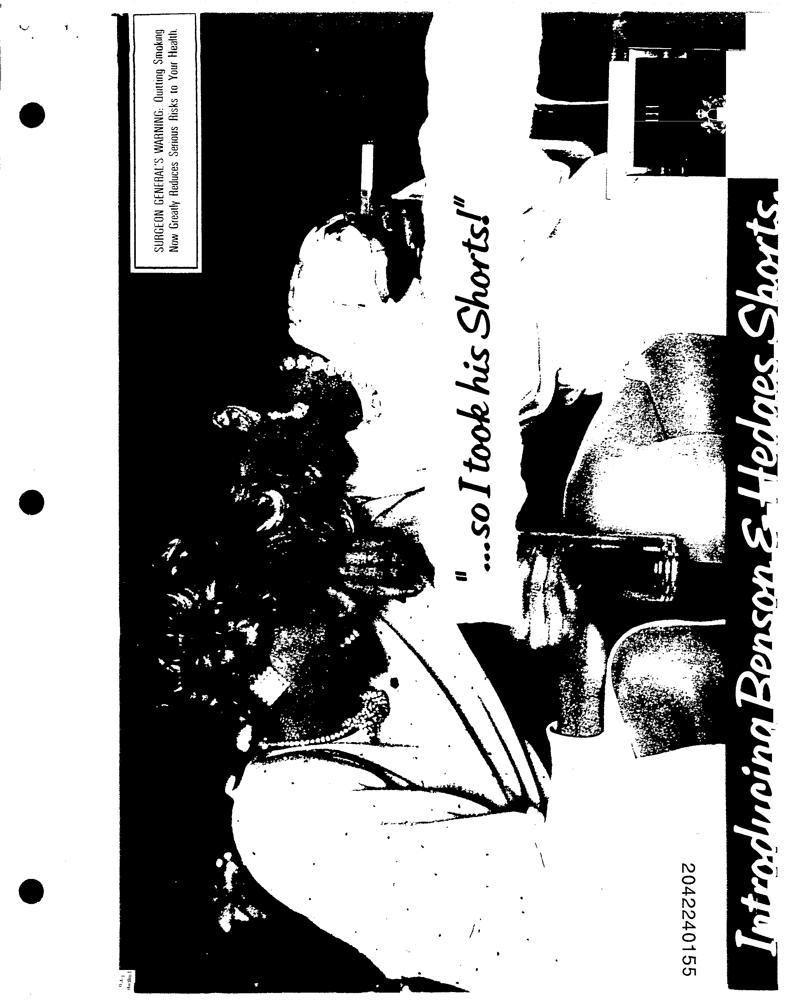 SURGEON GENERAL'S WARNING: Quitting Smoking
Now Greatly Reduces Serious Risks to Your Health.
"...so I took his Shorts!"
Introducing Benson & Hedges Shorts.
2042240155